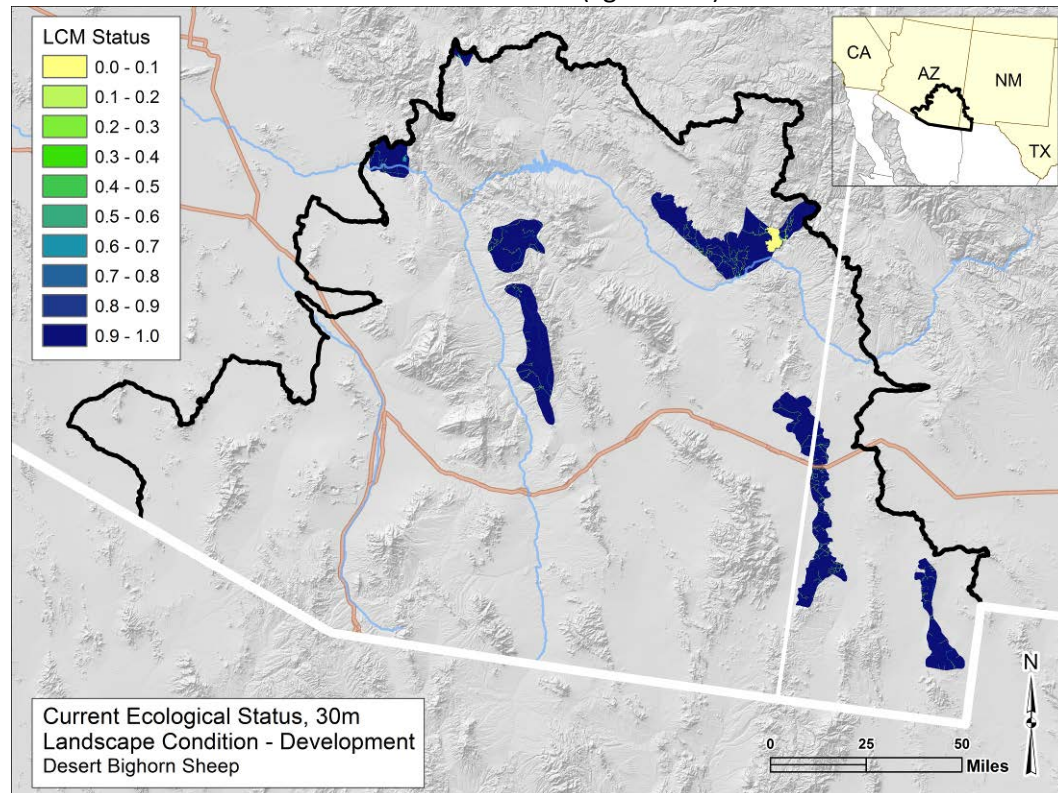 LCM Status
0.0 - 0.1
0.1 - 0.2
0.2 - 0.3
0.3 - 0.4
0.4 - 0.5
0.5 - 0.6
0.6 - 0.7
0.7 - 0.8
0.8 - 0.9
0.9 - 1.0
CA
AZ
NM
TX
N
Current Ecological Status, 30m
Landscape Condition - Development
Desert Bighorn Sheep
0 25 50
Miles